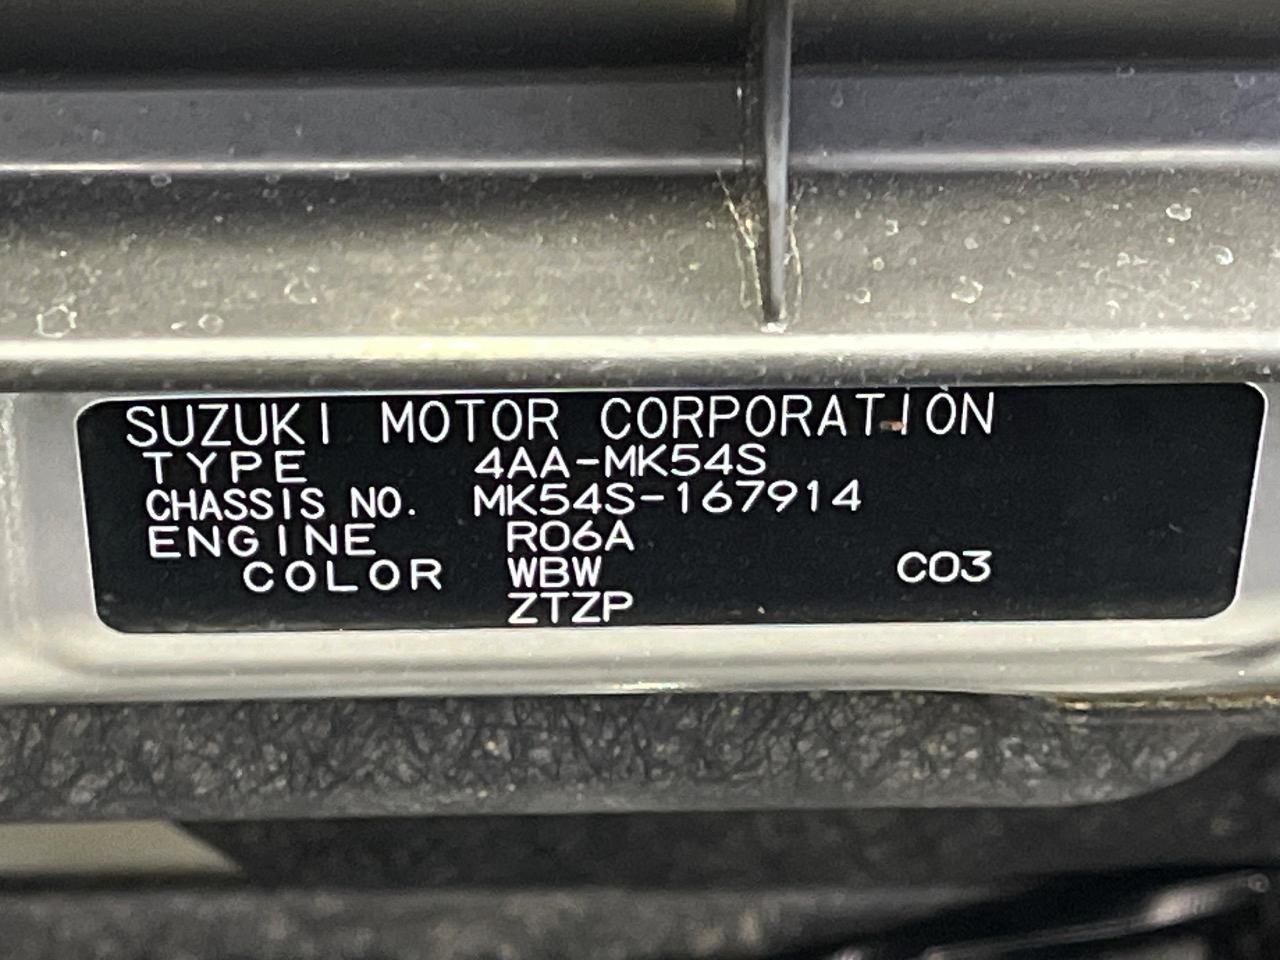 SUZUKI MOTOR CORPORATION
TYPE 4AA-MK54S
CHASSIS NO. MK54S-167914
ENGINE R06A
COLOR WBW C03
ZTZP